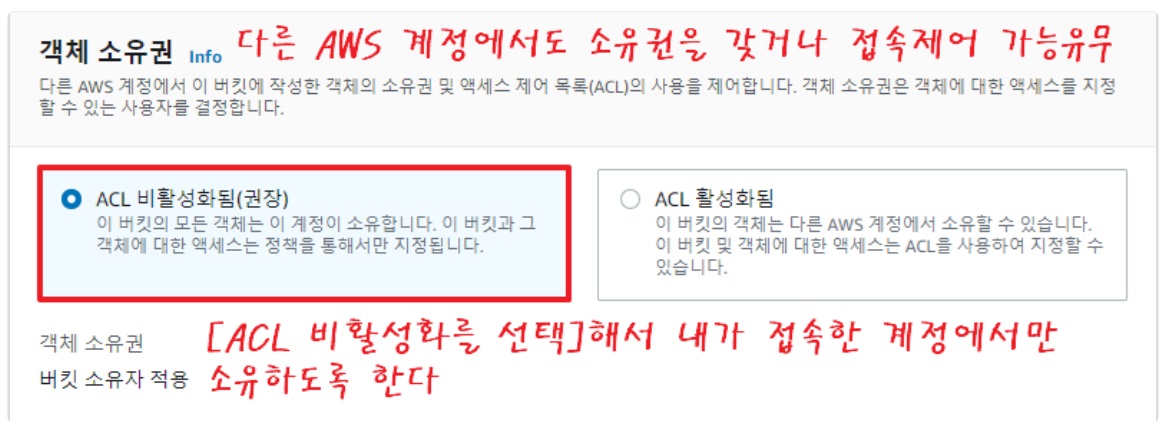 객체 소유권 Info 다른 AWS 계정에서도 소유권을 갖거나 접속제어 가능유무
다른 AWS 계정에서 이 버킷에 작성한 객체의 소유권 및 액세스 제어 목록(ACL)의 사용을 제어합니다. 객체 소유권은 객체에 대한 액세스를 지정
할 수 있는 사용자를 결정합니다.
ACL 비활성화됨(권장)
이 버킷의 모든 객체는 이 계정이 소유합니다. 이 버킷과 그
객체에 대한 액세스는 정책을 통해서만 지정됩니다.
ACL 활성화됨
이 버킷의 객체는 다른 AWS 계정에서 소유할 수 있습니다.
이 버킷 및 객체에 대한 액세스는 ACL을 사용하여 지정할 수
있습니다.
객체 소유권 [ACL 비활성화를 선택]해서 내가 접속한 계정에서만
버킷 소유자 적용 소유하도록 한다